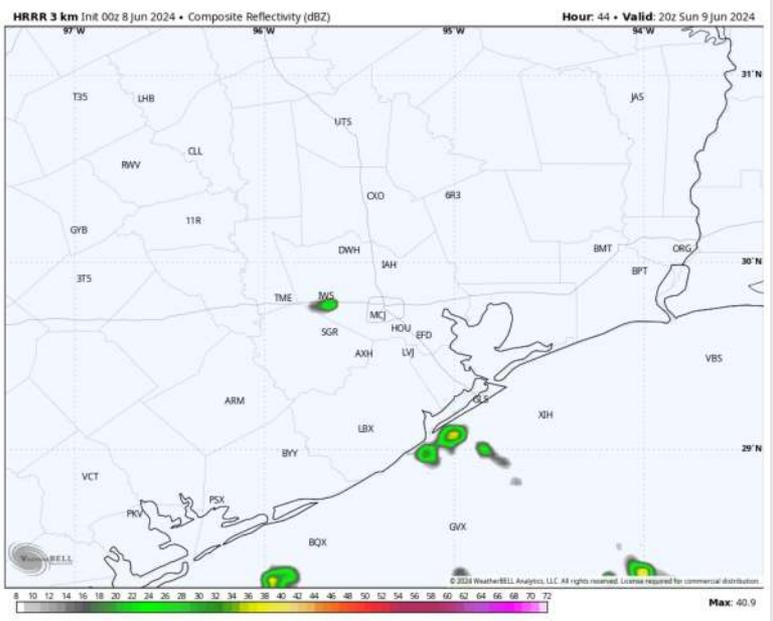 HRRR 3 km Init 00z 8 Jun 2024 • Composite Reflectivity (dBZ)
Hour: 44 • Valid: 20z Sun 9 Jun 2024
97°W 96°W 95°W 94°W
31°N
T35 LHB JAS
UTS
CLL
RWV
CXO 6R3
11R
GYB
DWH BMT ORG
30°N
IAH BPT
3T5
TME IWS
MCJ
SGR HOU EFD
AXH LVJ VBS
ARM GLS
XIH
LBX
BYY 29°N
VCT
PSX
PKV
GVX
BQX
WeatherBELL
© 2024 WeatherBELL Analytics, LLC. All rights reserved. License required for commercial distribution.
8 10 12 14 16 18 20 22 24 26 28 30 32 34 36 38 40 42 44 46 48 50 52 54 56 58 60 62 64 66 68 70 72
Max: 40.9